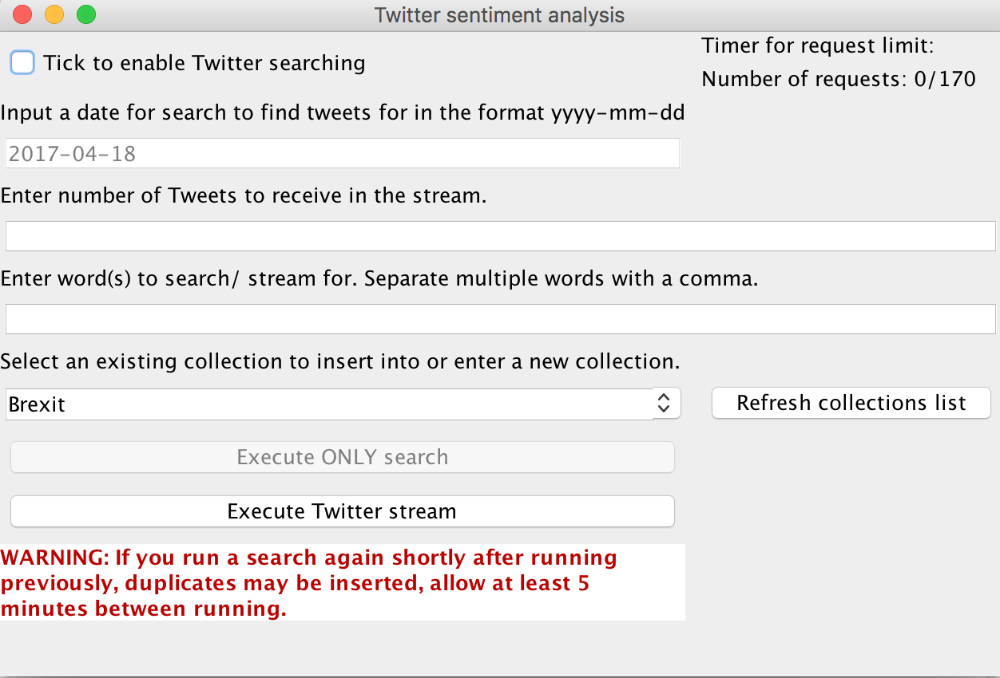 Twitter sentiment analysis
Tick to enable Twitter searching
Timer for request limit:
Number of requests: 0/170
Input a date for search to find tweets for in the format yyyy-mm-dd
2017-04-18
Enter number of Tweets to receive in the stream.
Enter word(s) to search/ stream for. Separate multiple words with a comma.
Select an existing collection to insert into or enter a new collection.
Brexit
Refresh collections list
Execute ONLY search
Execute Twitter stream
WARNING: If you run a search again shortly after running
previously, duplicates may be inserted, allow at least 5
minutes between running.